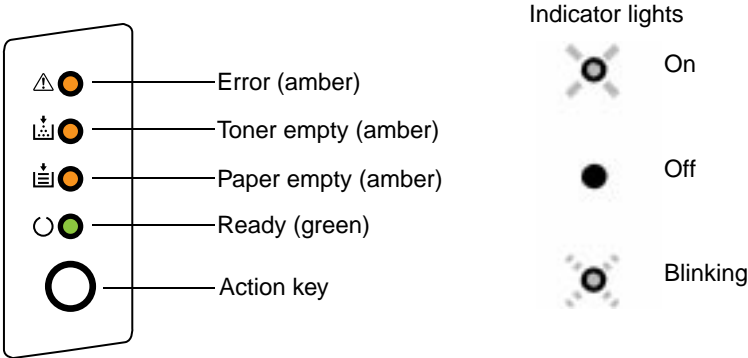 Indicator lights
Error (amber)
Toner empty (amber)
Paper empty (amber)
Ready (green)
Action key
On
Off
Blinking